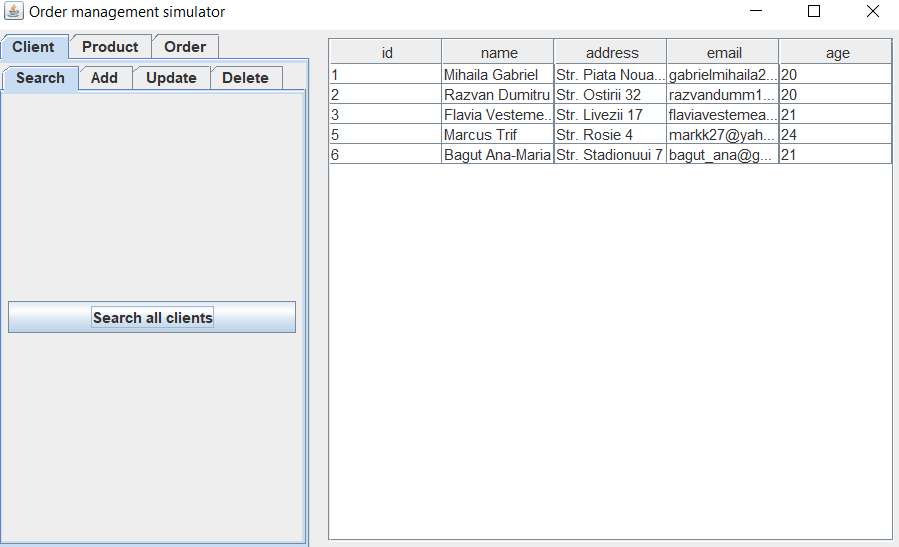 Order management simulator
Client Product Order
Search Add Update Delete
Search all clients
id name address email age
1 Mihaila Gabriel Str. Piata Noua... gabrielmihaila2... 20
2 Razvan Dumitru Str. Ostirii 32 razvandumm1... 20
3 Flavia Vesteme... Str. Livezii 17 flaviavestemea... 21
5 Marcus Trif Str. Rosie 4 markk27@yah... 24
6 Bagut Ana-Maria Str. Stadionuui 7 bagut_ana@g... 21